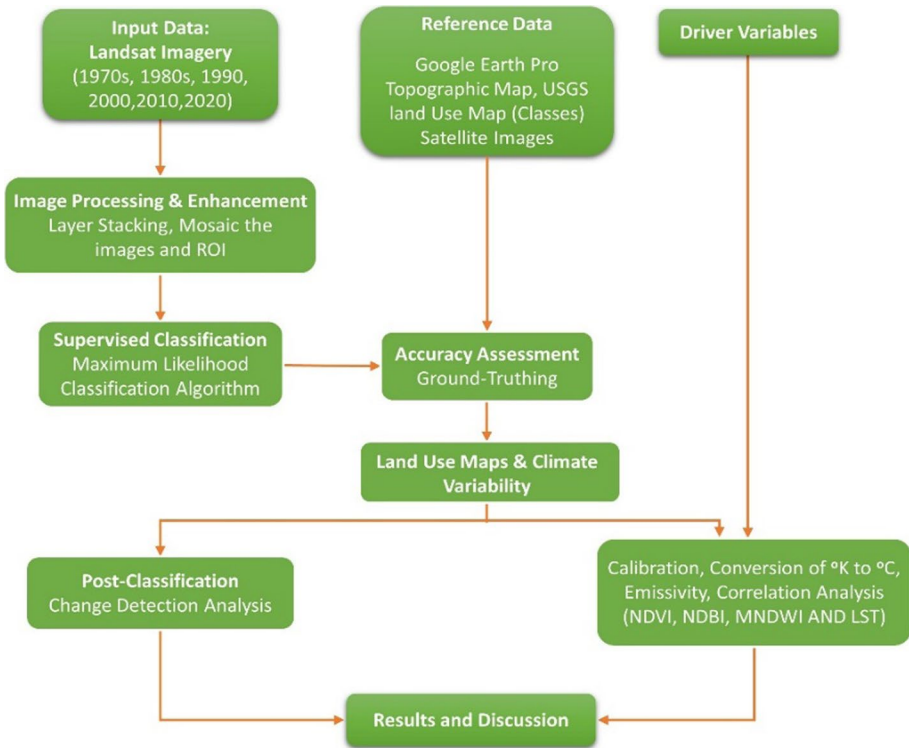 Input Data:
Landsat Imagery
(1970s, 1980s, 1990,
2000,2010,2020)
Reference Data
Google Earth Pro
Topographic Map, USGS
land Use Map (Classes)
Satellite Images
Driver Variables
Image Processing & Enhancement
Layer Stacking, Mosaic the
images and ROI
Supervised Classification
Maximum Likelihood
Classification Algorithm
Accuracy Assessment
Ground-Truthing
Land Use Maps & Climate
Variability
Post-Classification
Change Detection Analysis
Calibration, Conversion of ºK to ºC,
Emissivity, Correlation Analysis
(NDVI, NDBI, MNDWI AND LST)
Results and Discussion